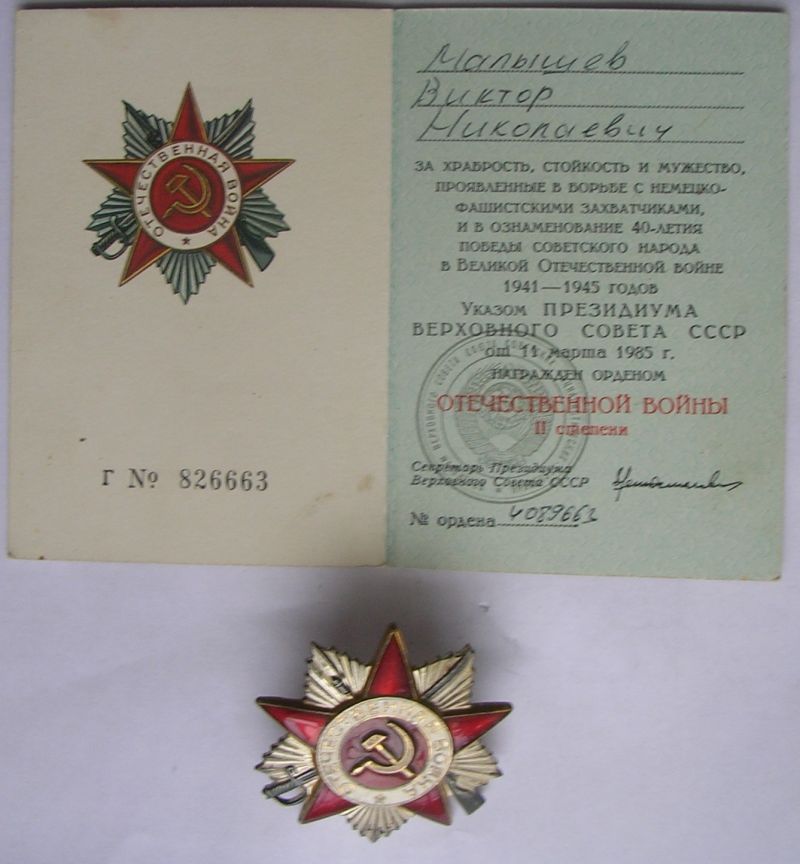 ОТЕЧЕСТВЕННАЯ ВОЙНА
Г № 826663
Малышев
Виктор
Николаевич
ЗА ХРАБРОСТЬ, СТОЙКОСТЬ И МУЖЕСТВО,
ПРОЯВЛЕННЫЕ В БОРЬБЕ С НЕМЕЦКО-
ФАШИСТСКИМИ ЗАХВАТЧИКАМИ,
И В ОЗНАМЕНОВАНИЕ 40-ЛЕТИЯ
ПОБЕДЫ СОВЕТСКОГО НАРОДА
В ВЕЛИКОЙ ОТЕЧЕСТВЕННОЙ ВОЙНЕ
1941—1945 ГОДОВ
УКАЗОМ ПРЕЗИДИУМА
ВЕРХОВНОГО СОВЕТА СССР
от 11 марта 1985 г.
НАГРАЖДЕН ОРДЕНОМ
ОТЕЧЕСТВЕННОЙ ВОЙНЫ
II степени
Секретарь Президиума
Верховного Совета СССР
№ ордена 4089663
ОТЕЧЕСТВЕННАЯ ВОЙНА